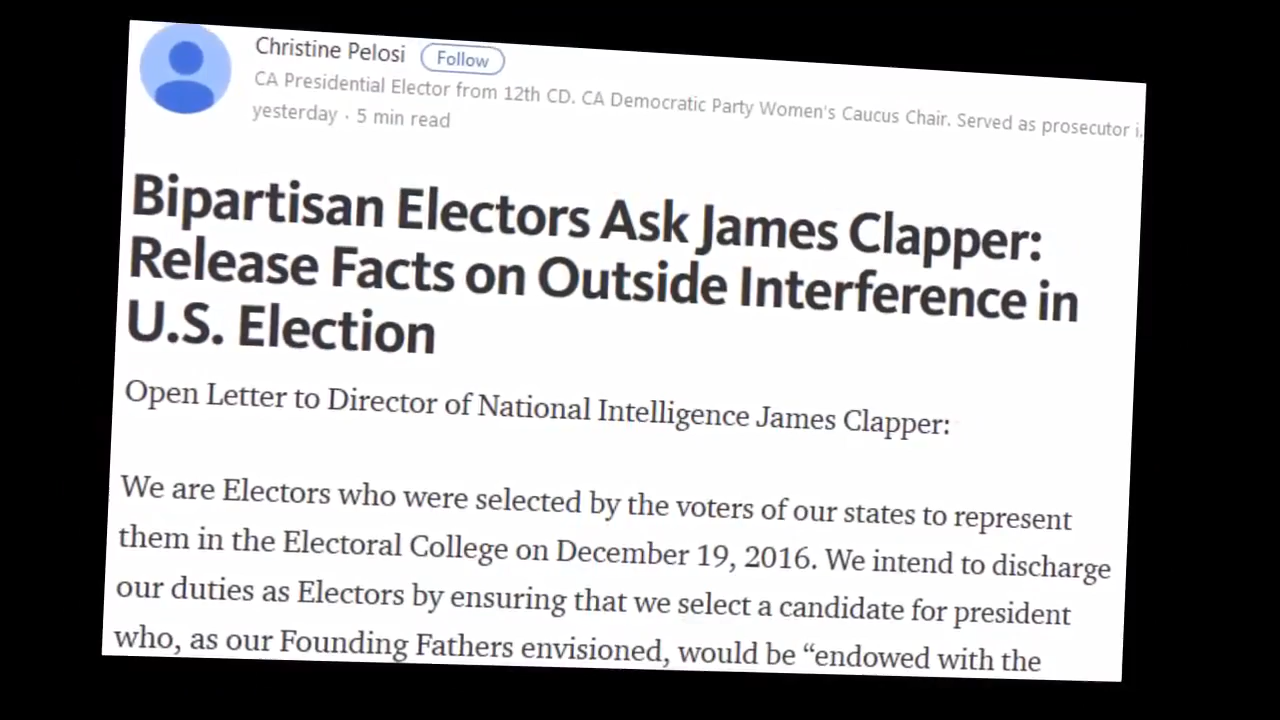 Christine Pelosi Follow
CA Presidential Elector from 12th CD. CA Democratic Party Women's Caucus Chair. Served as prosecutor i.
yesterday · 5 min read
Bipartisan Electors Ask James Clapper:
Release Facts on Outside Interference in
U.S. Election
Open Letter to Director of National Intelligence James Clapper:
We are Electors who were selected by the voters of our states to represent
them in the Electoral College on December 19, 2016. We intend to discharge
our duties as Electors by ensuring that we select a candidate for president
who, as our Founding Fathers envisioned, would be “endowed with the